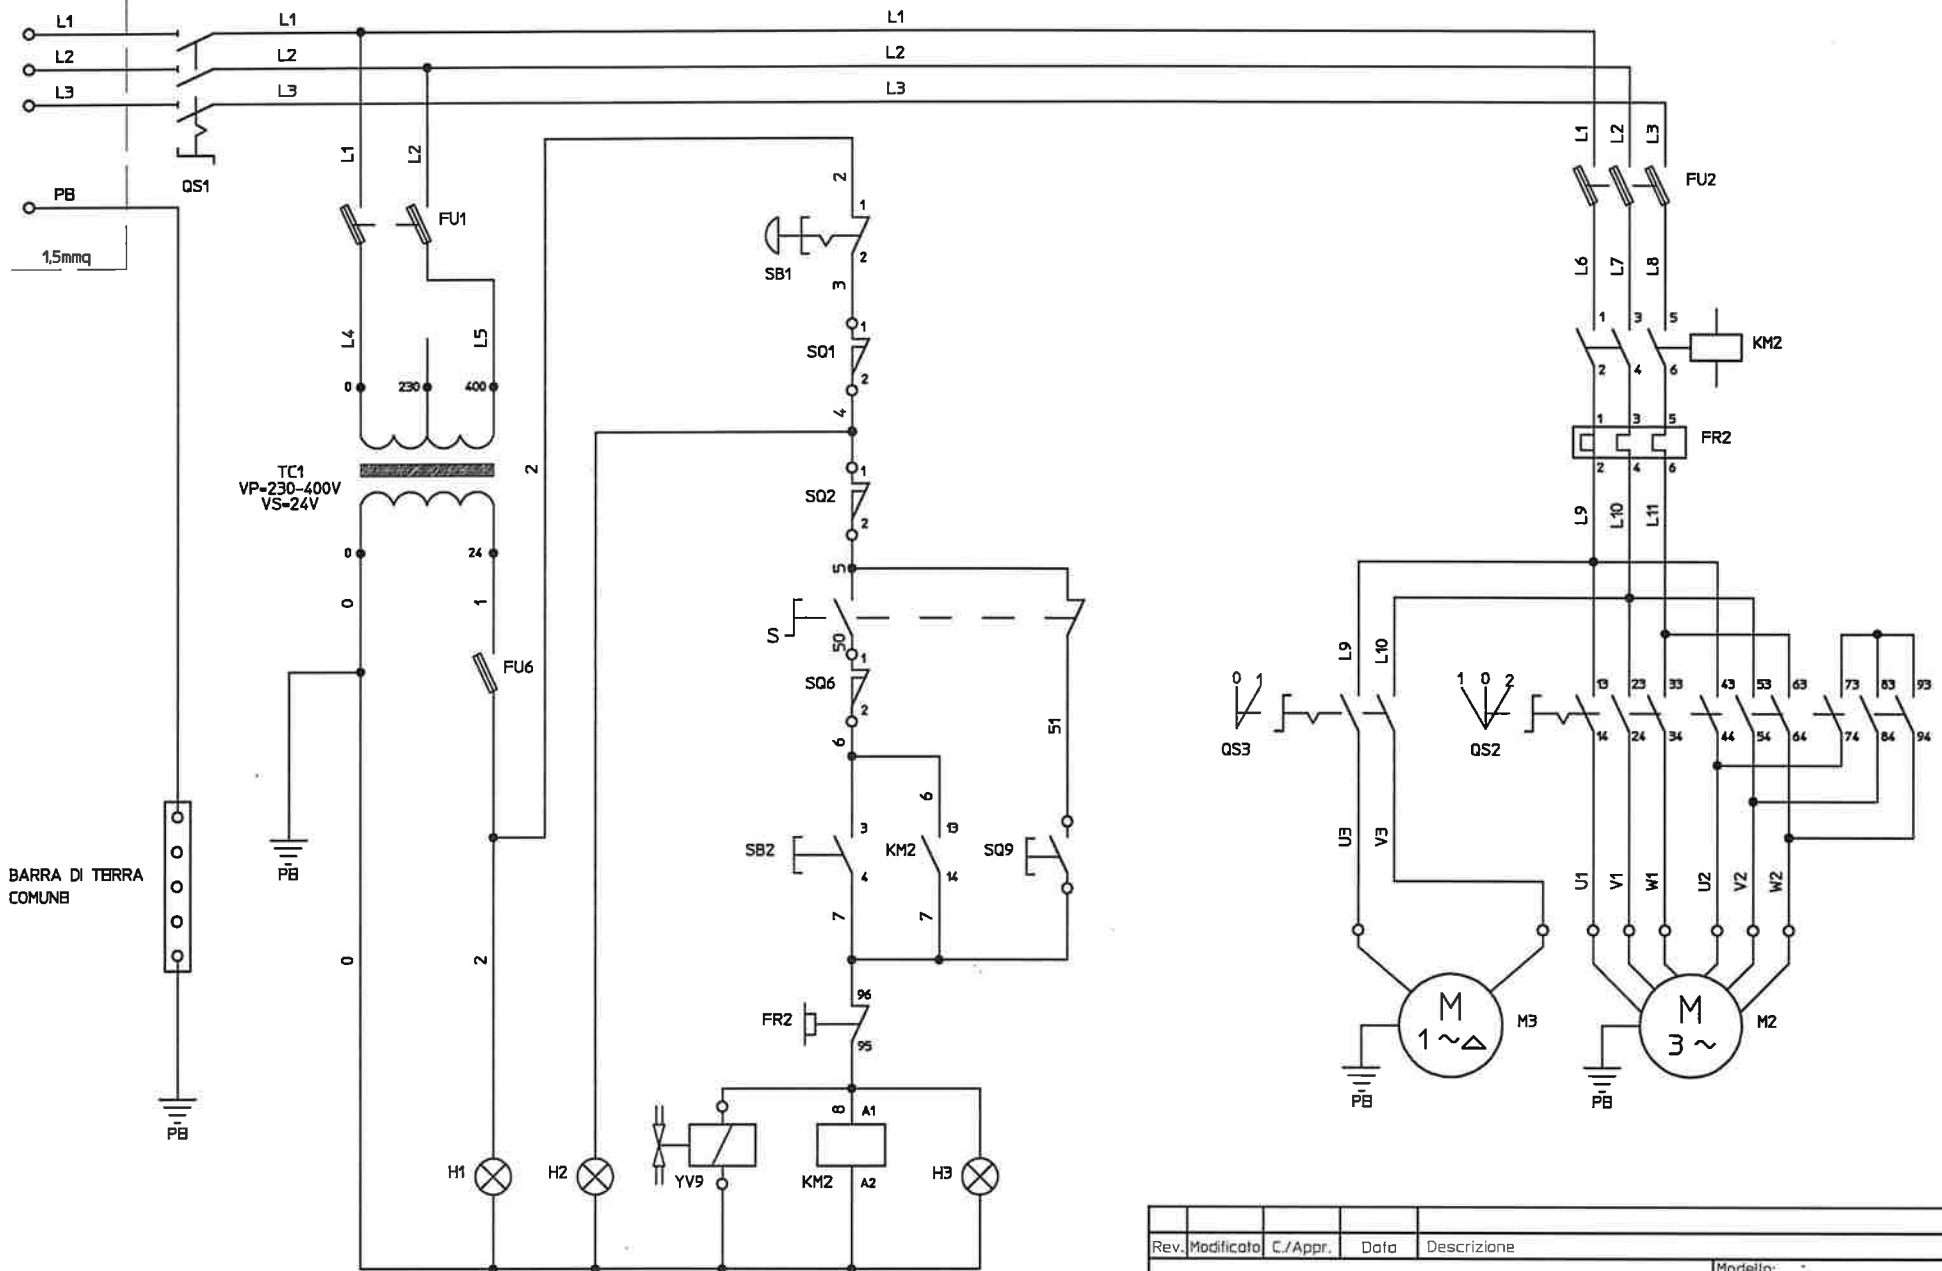 L1 L1 L1
L2 L2 L2
L3 L3 L3
QS1
PB
1,5mmq
L1 L2
FU1
L4 L5
0 230 400
TC1
VP=230-400V
VS=24V
0 24
0 1
FU6
PB
0 2
2
BARRA DI TERRA
COMUNB
PB
2
1
SB1
2
3
1
SQ1
2
4
1
SQ2
2
5
S
50
1
SQ6
2
6
51
6
3 13
SB2 KM2 SQ9
4 14
7 7
96
FR2
95
8 A1
H1 H2 YV9 KM2 A2 H3
L1 L2 L3
FU2
L6 L7 L8
1 3 5
KM2
2 4 6
1 3 5
FR2
2 4 6
L9 L10 L11
L9 L10
0 1
QS3
1 0 2
QS2
13 23 33 43 53 63 73 83 93
14 24 34 44 54 64 74 84 94
U3 V3
U1 V1 W1 U2 V2 W2
M
1~
M3
M
3~
M2
PB PB
Rev. Modificato C./Appr. Data Descrizione
Modello: